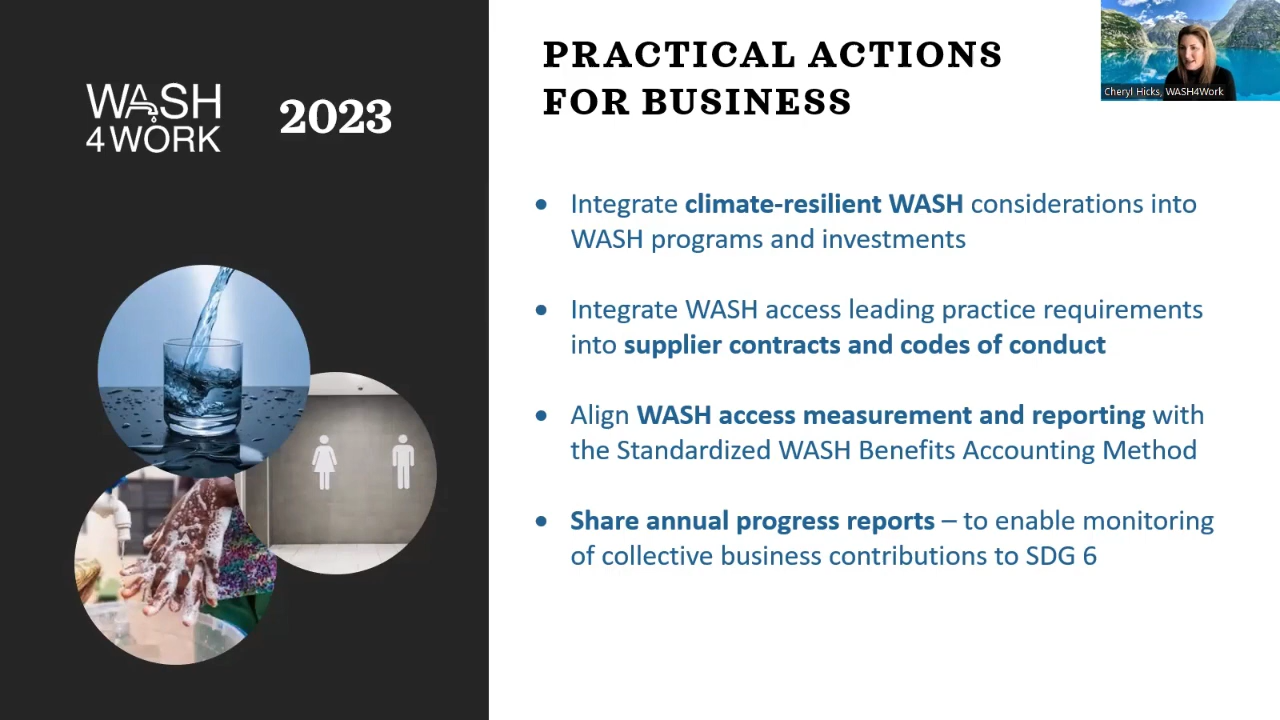 WASH
4WORK
2023
PRACTICAL ACTIONS
FOR BUSINESS
Cheryl Hicks, WASH4Work
• Integrate climate-resilient WASH considerations into
WASH programs and investments
• Integrate WASH access leading practice requirements
into supplier contracts and codes of conduct
• Align WASH access measurement and reporting with
the Standardized WASH Benefits Accounting Method
• Share annual progress reports – to enable monitoring
of collective business contributions to SDG 6